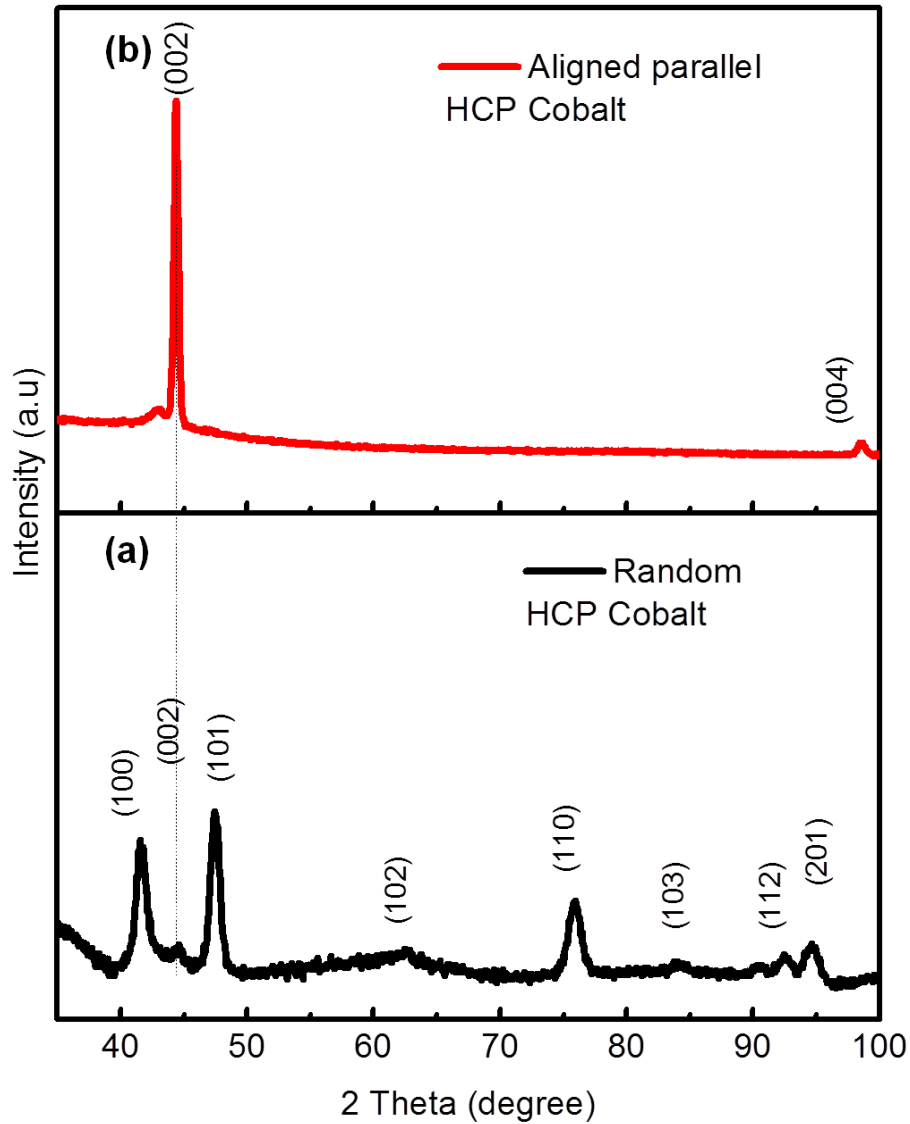 (b)
(002)
Aligned parallel
HCP Cobalt
(004)
Intensity (a.u)
(a)
Random
HCP Cobalt
(100)
(002)
(101)
(102)
(110)
(103)
(112)
(201)
40 50 60 70 80 90 100
2 Theta (degree)